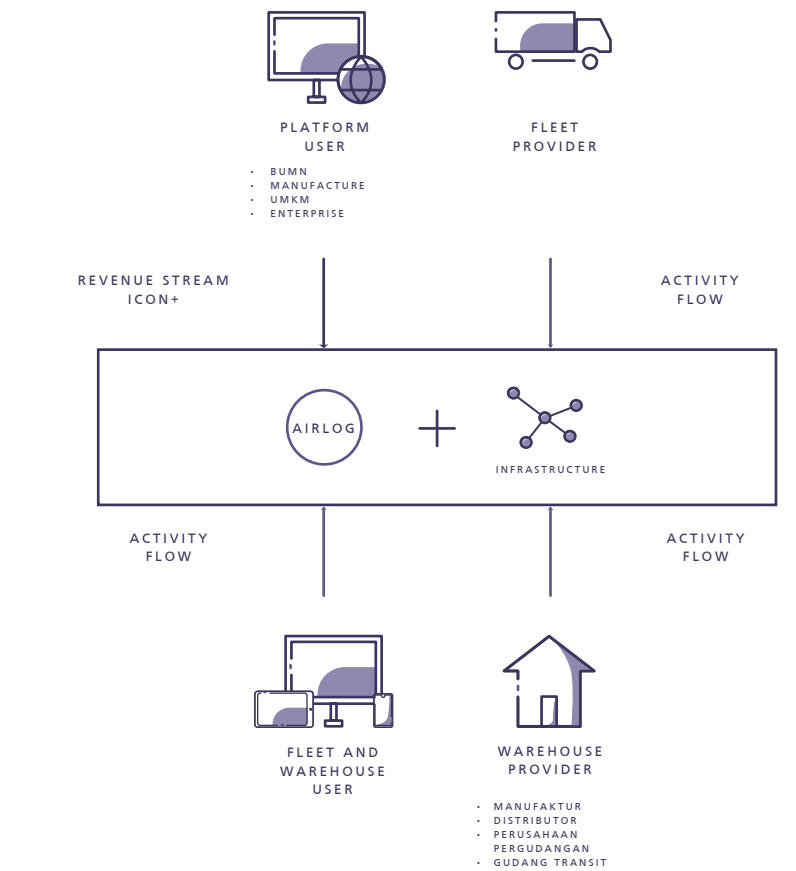 PLATFORM
USER
• BUMN
• MANUFACTURE
• UMKM
• ENTERPRISE
FLEET
PROVIDER
REVENUE STREAM
ICON+
ACTIVITY
FLOW
AIRLOG
INFRASTRUCTURE
ACTIVITY
FLOW
ACTIVITY
FLOW
FLEET AND
WAREHOUSE
USER
WAREHOUSE
PROVIDER
• MANUFAKTUR
• DISTRIBUTOR
• PERUSAHAAN
PERGUDANGAN
• GUDANG TRANSIT